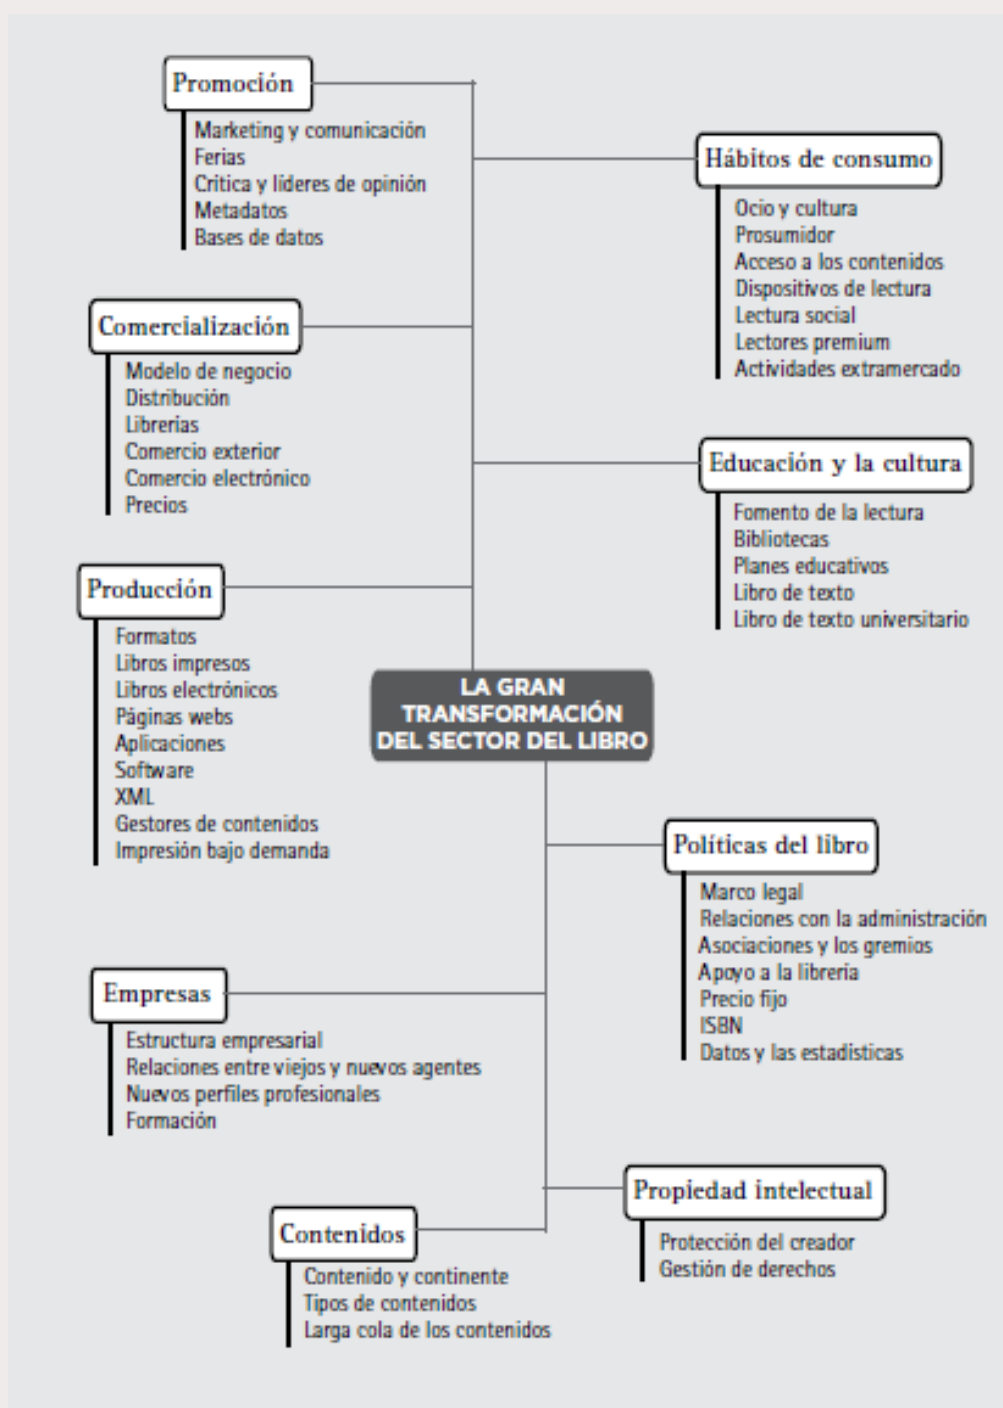 Promoción
Marketing y comunicación
Ferias
Crítica y líderes de opinión
Metadatos
Bases de datos
Hábitos de consumo
Ocio y cultura
Prosumidor
Acceso a los contenidos
Dispositivos de lectura
Lectura social
Lectores premium
Actividades extramercado
Comercialización
Modelo de negocio
Distribución
Librerías
Comercio exterior
Comercio electrónico
Precios
Educación y la cultura
Fomento de la lectura
Bibliotecas
Planes educativos
Libro de texto
Libro de texto universitario
Producción
Formatos
Libros impresos
Libros electrónicos
Páginas webs
Aplicaciones
Software
XML
Gestores de contenidos
Impresión bajo demanda
LA GRAN
TRANSFORMACIÓN
DEL SECTOR DEL LIBRO
Políticas del libro
Marco legal
Relaciones con la administración
Asociaciones y los gremios
Apoyo a la librería
Precio fijo
ISBN
Datos y las estadísticas
Empresas
Estructura empresarial
Relaciones entre viejos y nuevos agentes
Nuevos perfiles profesionales
Formación
Propiedad intelectual
Protección del creador
Gestión de derechos
Contenidos
Contenido y continente
Tipos de contenidos
Larga cola de los contenidos